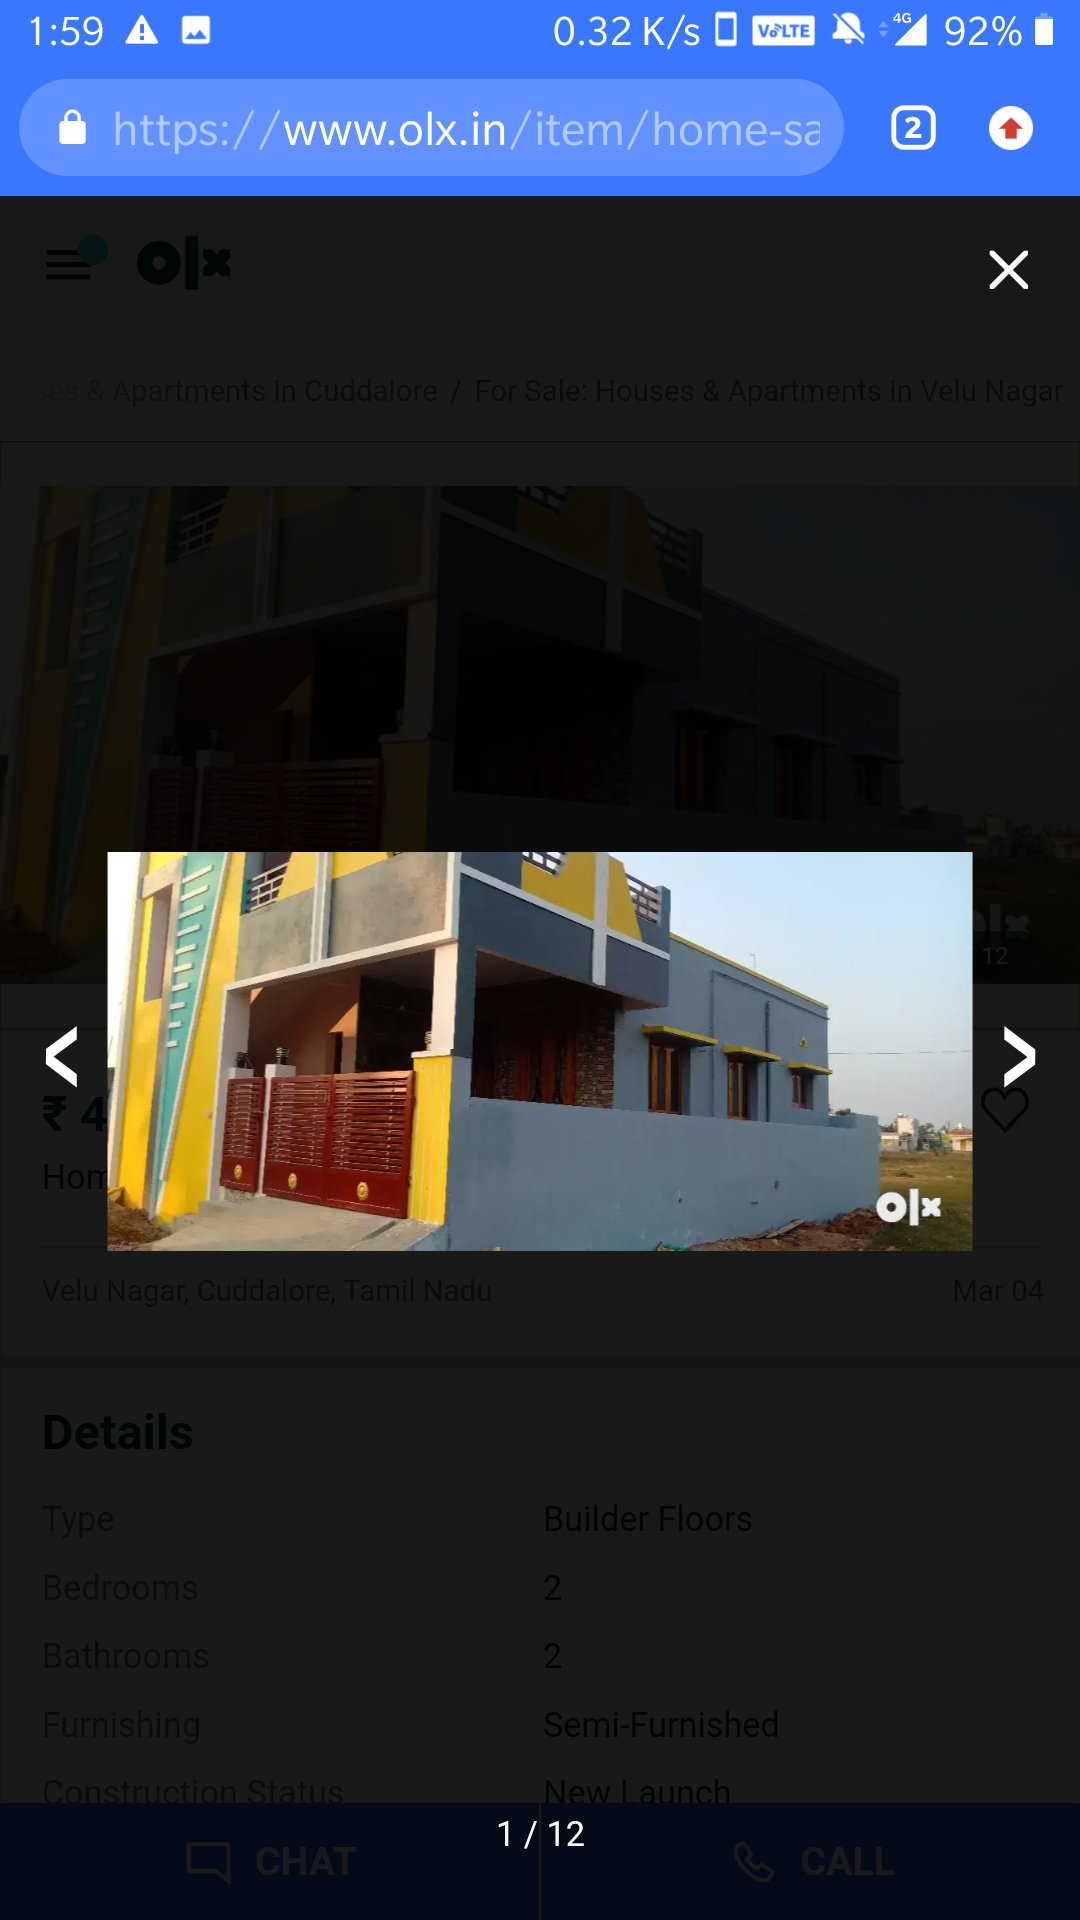 1:59 0.32 K/s VoLTE 4G 92%
https://www.olx.in/item/home-sa 2
olx
ses & Apartments in Cuddalore / For Sale: Houses & Apartments in Velu Nagar
olx
12
₹ 4
Hom
olx
Velu Nagar, Cuddalore, Tamil Nadu Mar 04
Details
Type Builder Floors
Bedrooms 2
Bathrooms 2
Furnishing Semi-Furnished
Construction Status New Launch
1 / 12
CHAT CALL